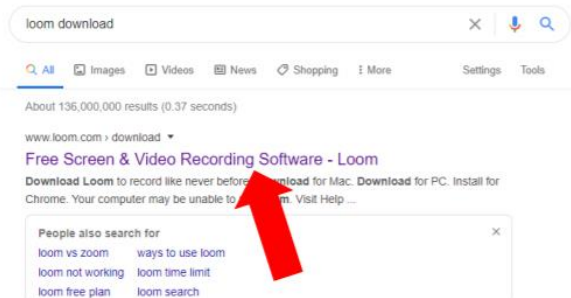 loom download
All Images Videos News Shopping More Settings Tools
About 136,000,000 results (0.37 seconds)
www.loom.com › download
Free Screen & Video Recording Software - Loom
Download Loom to record like never before. Download for Mac. Download for PC. Install for
Chrome. Your computer may be unable to m. Visit Help ...
People also search for
loom vs zoom ways to use loom
loom not working loom time limit
loom free plan loom search